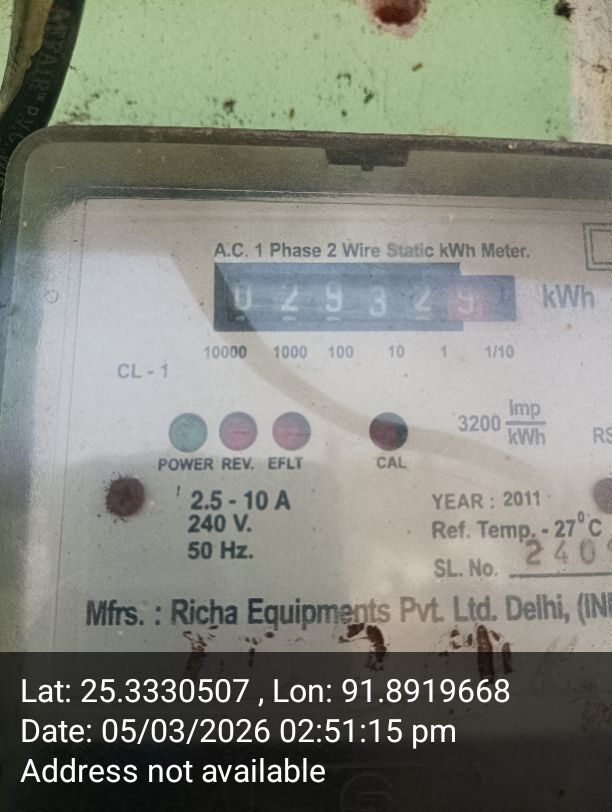 A.C. 1 Phase 2 Wire Static kWh Meter.
0 2 9 3 2 9 kWh
10000 1000 100 10 1 1/10
CL - 1
3200 Imp/kWh
RS
POWER REV. EFLT CAL
2.5 - 10 A
240 V.
50 Hz.
YEAR : 2011
Ref. Temp. - 27°C
SL. No. 240
Mfrs. : Richa Equipments Pvt. Ltd. Delhi, (IN
Lat: 25.3330507 , Lon: 91.8919668
Date: 05/03/2026 02:51:15 pm
Address not available